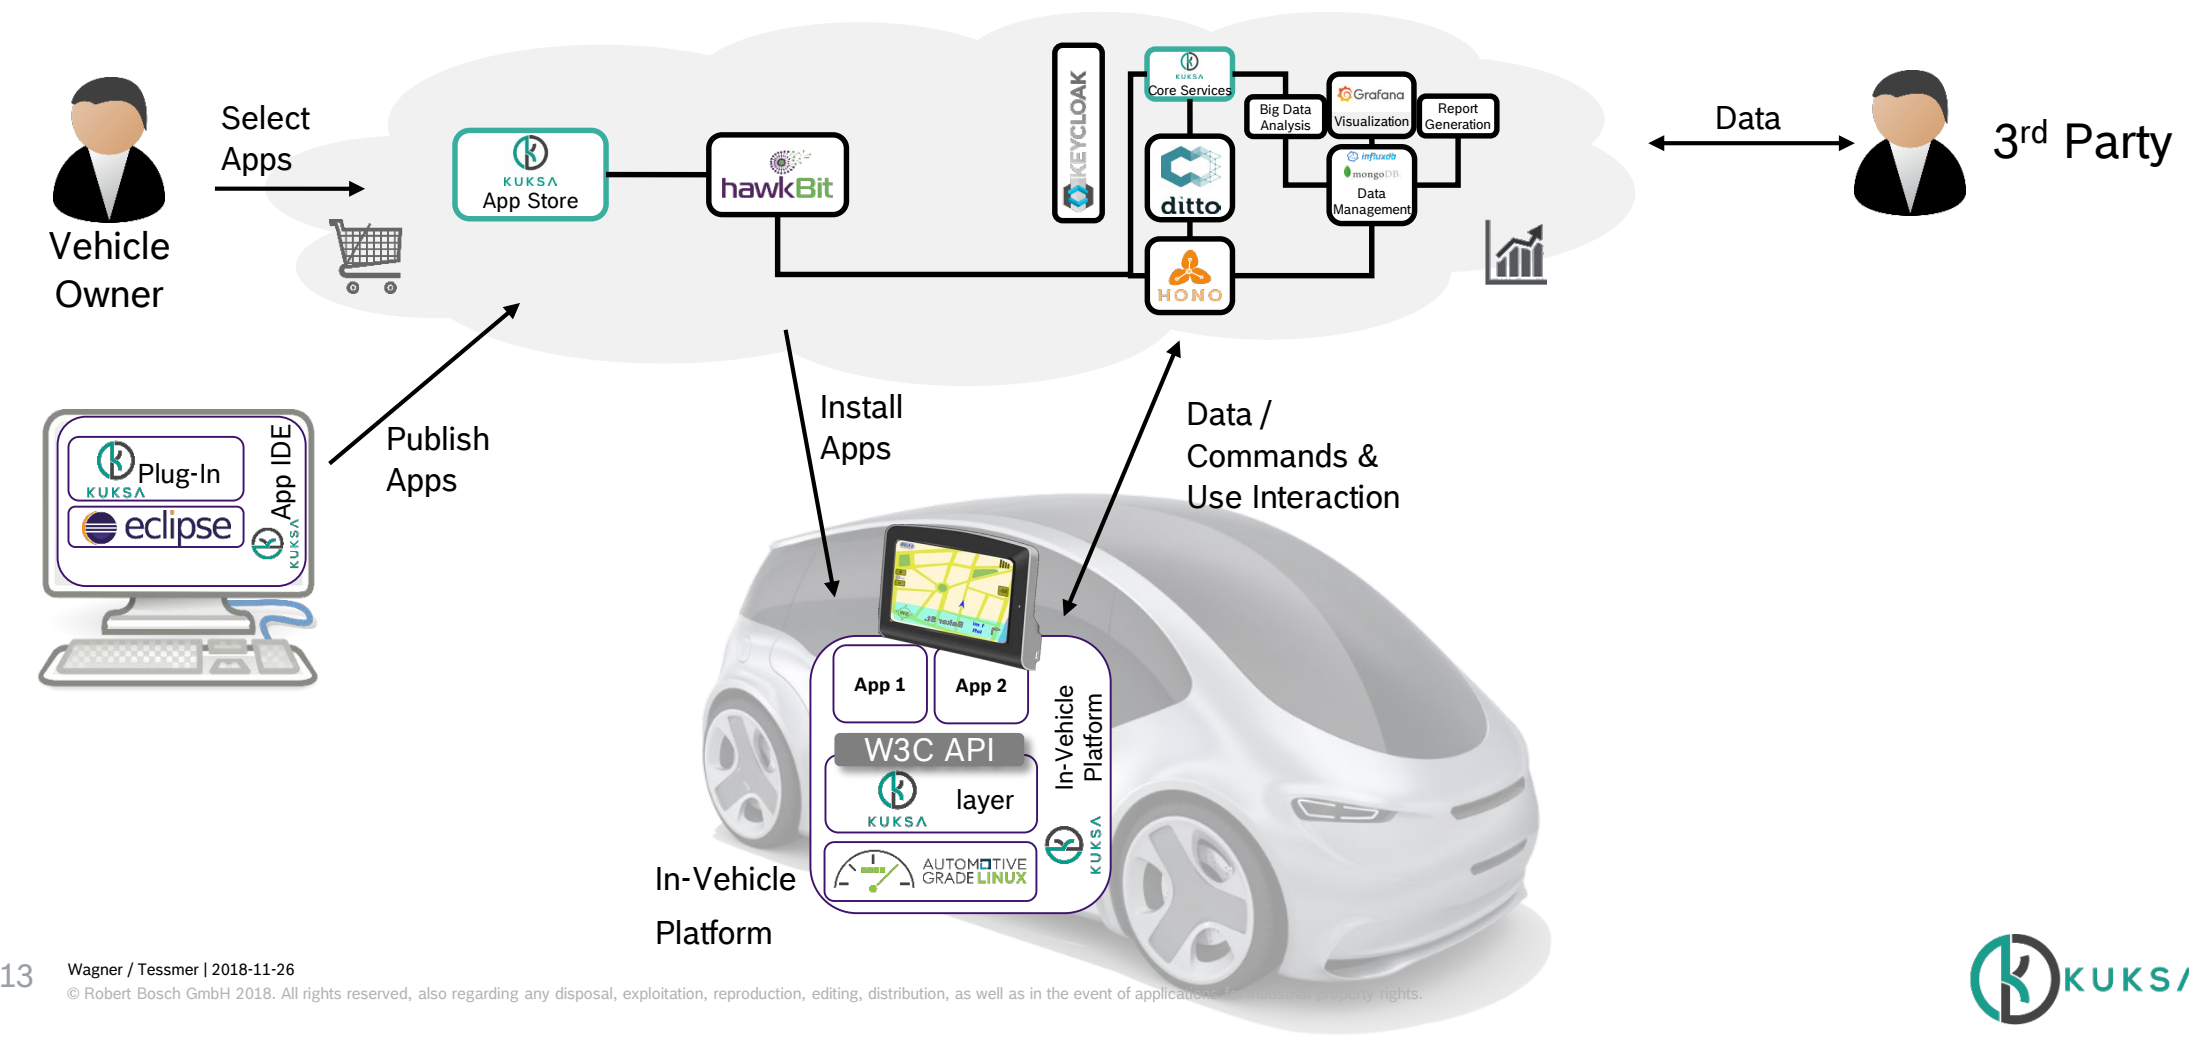 Vehicle
Owner
Select
Apps
KUKSA
App Store
hawkBit
KEYCLOAK
KUKSA
Core Services
ditto
HONO
Big Data
Analysis
Grafana
Visualization
Report
Generation
influxdb
mongoDB
Data
Management
Data
3rd Party
Publish
Apps
Install
Apps
Data /
Commands &
Use Interaction
KUKSA
Plug-In
eclipse
App IDE
KUKSA
App 1
App 2
W3C API
KUKSA
layer
AUTOMOTIVE
GRADE LINUX
In-Vehicle
Platform
KUKSA
In-Vehicle
Platform
13
Wagner / Tessmer | 2018-11-26
© Robert Bosch GmbH 2018. All rights reserved, also regarding any disposal, exploitation, reproduction, editing, distribution, as well as in the event of applications for industrial property rights.
KUKS